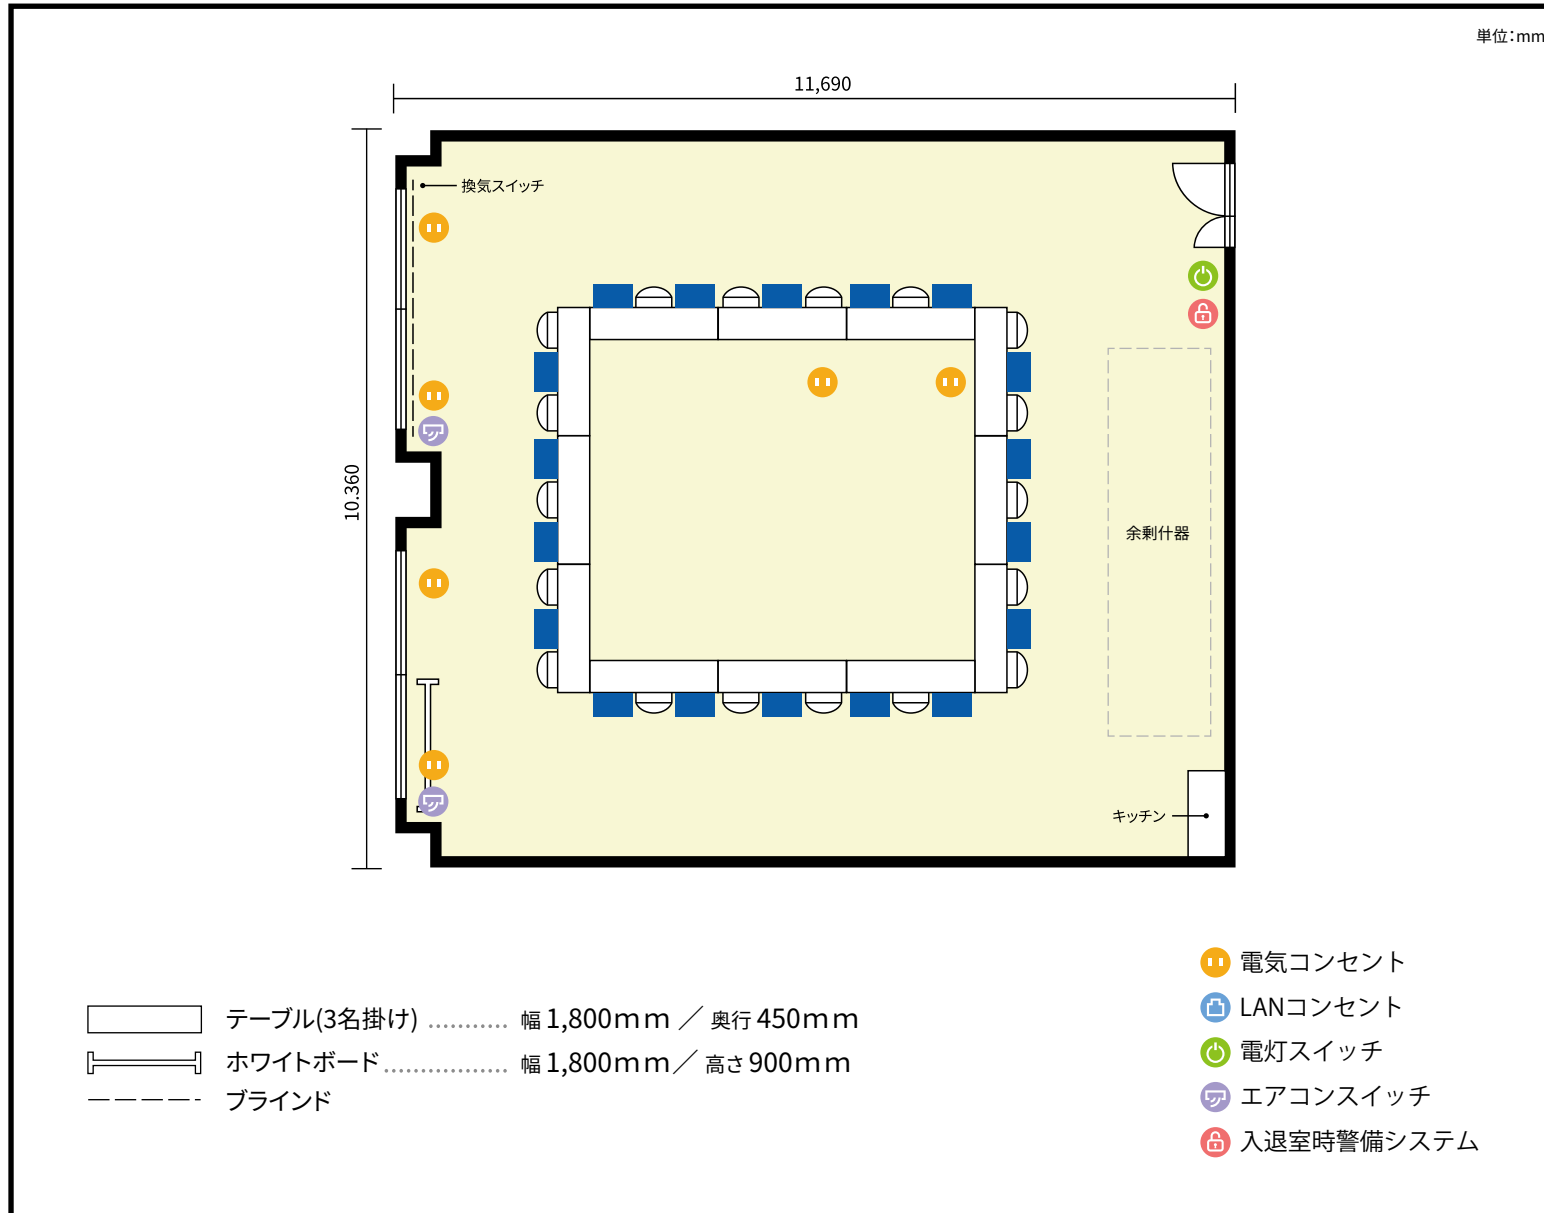 単位：mm
11,690
換気スイッチ
10.360
余剰什器
キッチン
電気コンセント
LANコンセント
電灯スイッチ
エアコンスイッチ
入退室時警備システム
テーブル(3名掛け) ........... 幅 1,800mm ／ 奥行 450mm
ホワイトボード ................. 幅 1,800mm ／ 高さ 900mm
ブラインド